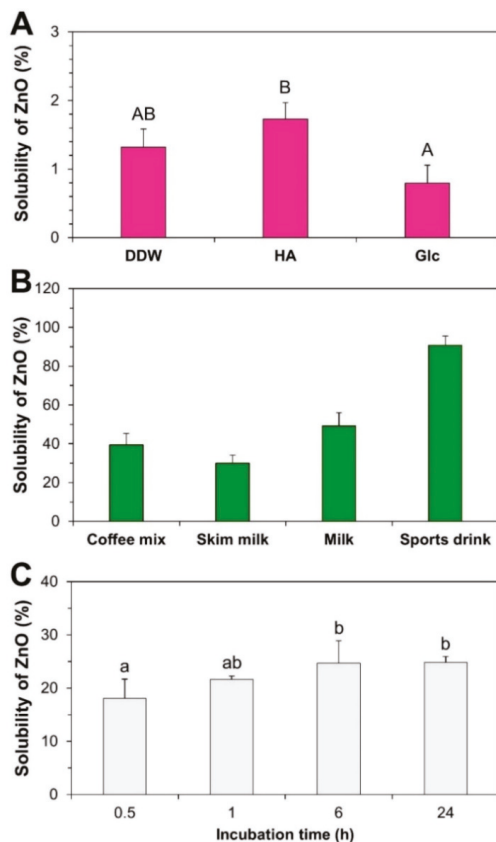 A
Solubility of ZnO (%)
3
2
1
0
AB
B
A
DDW HA Glc
B
Solubility of ZnO (%)
120
100
80
60
40
20
0
Coffee mix Skim milk Milk Sports drink
C
Solubility of ZnO (%)
40
30
20
10
0
a
ab
b
b
0.5 1 6 24
Incubation time (h)